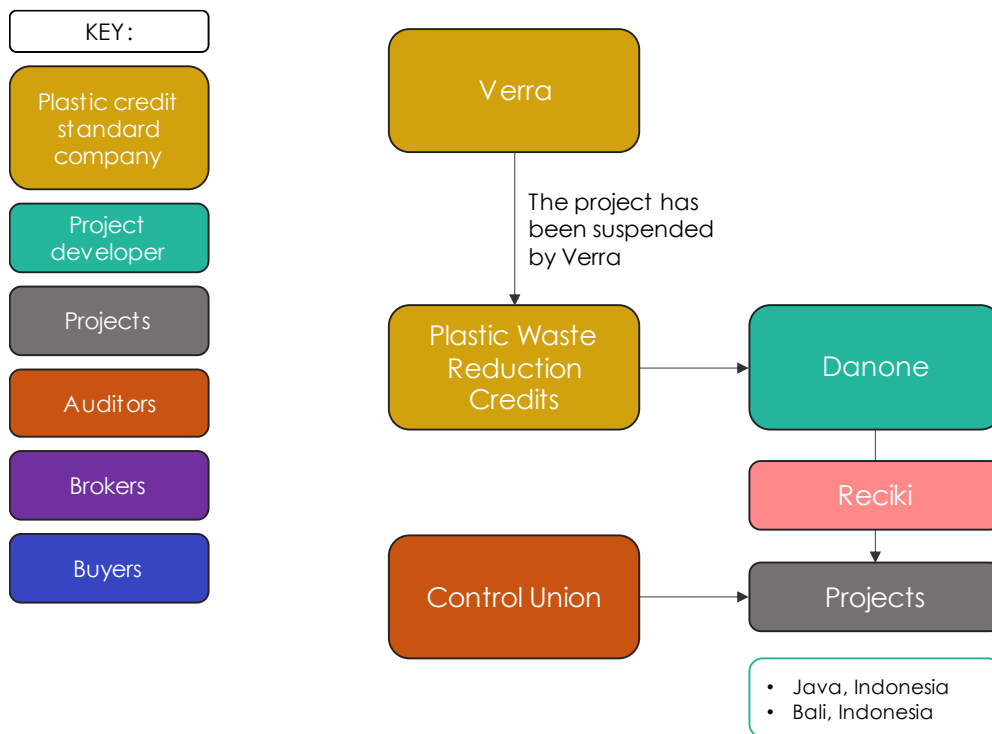 KEY:
Plastic credit
standard
company
Project
developer
Projects
Auditors
Brokers
Buyers
Verra
The project has
been suspended
by Verra
Plastic Waste
Reduction
Credits
Danone
Reciki
Control Union
Projects
• Java, Indonesia
• Bali, Indonesia